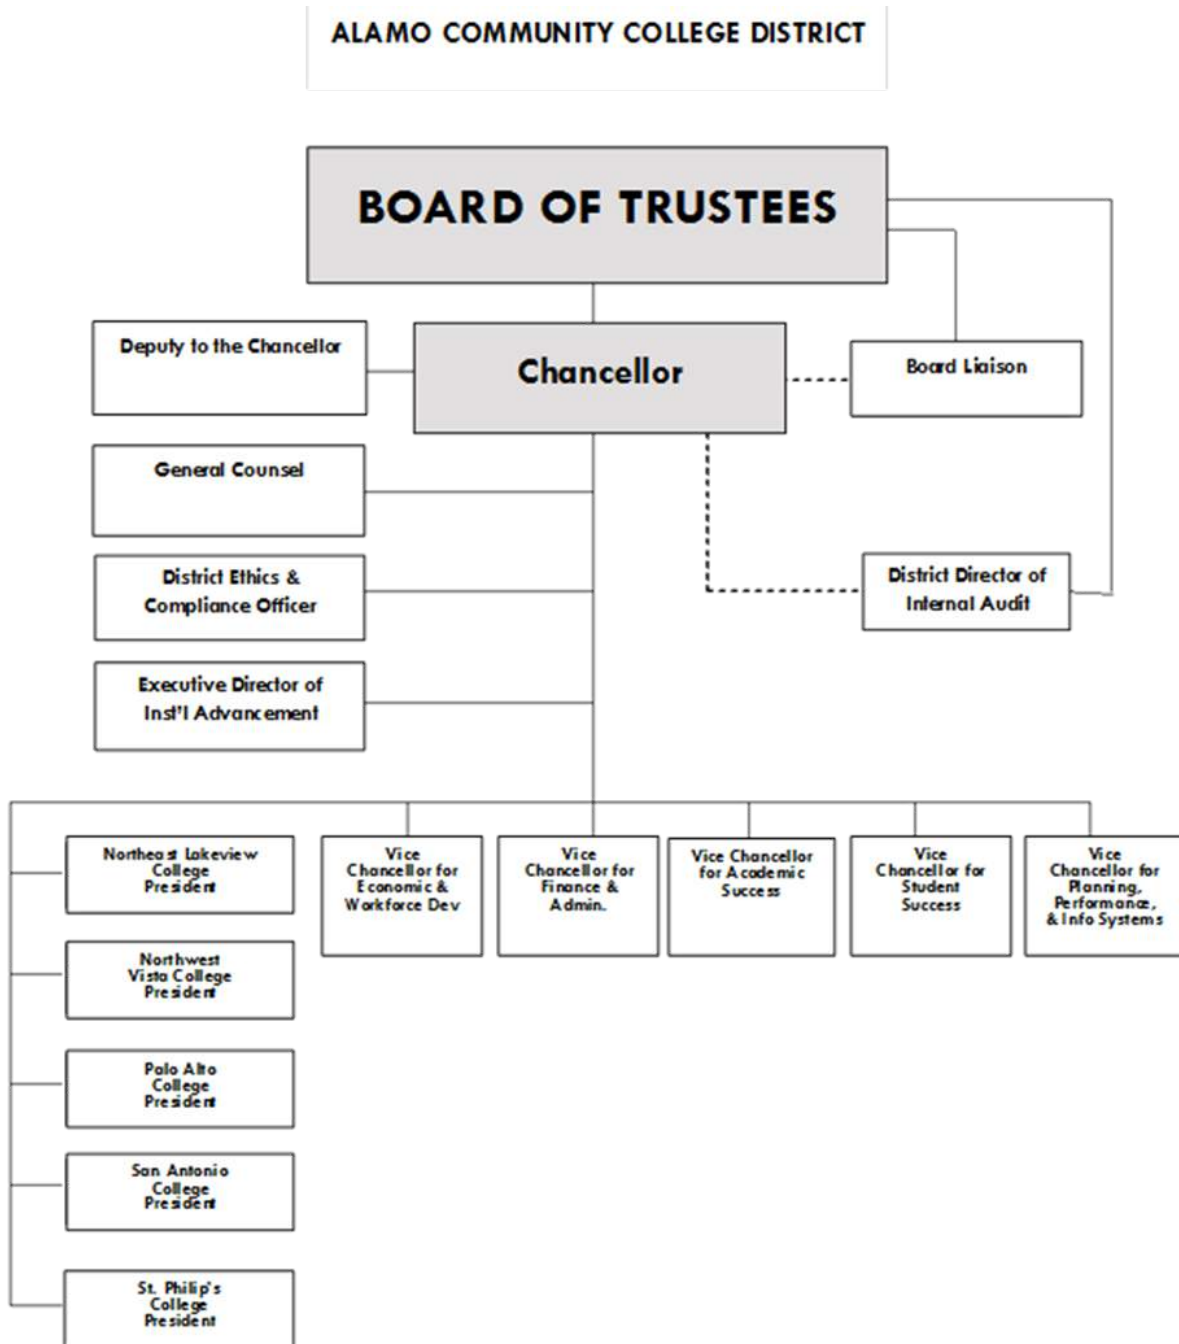 ALAMO COMMUNITY COLLEGE DISTRICT
BOARD OF TRUSTEES
Deputy to the Chancellor
Chancellor
Board Liaison
General Counsel
District Ethics &
Compliance Officer
District Director of
Internal Audit
Executive Director of
Inst'l Advancement
Northeast Lakeview
College
President
Vice
Chancellor for
Economic &
Workforce Dev
Vice
Chancellor for
Finance &
Admin.
Vice Chancellor
for Academic
Success
Vice
Chancellor for
Student
Success
Vice
Chancellor for
Planning,
Performance,
& Info Systems
Northwest
Vista College
President
Palo Alto
College
President
San Antonio
College
President
St. Philip's
College
President